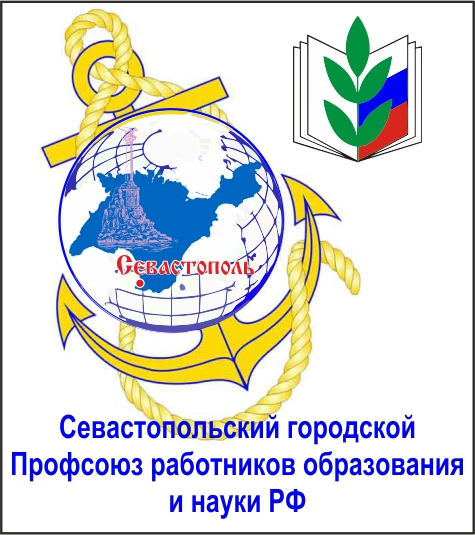 Севастополь
Севастопольский городской
Профсоюз работников образования
и науки РФ